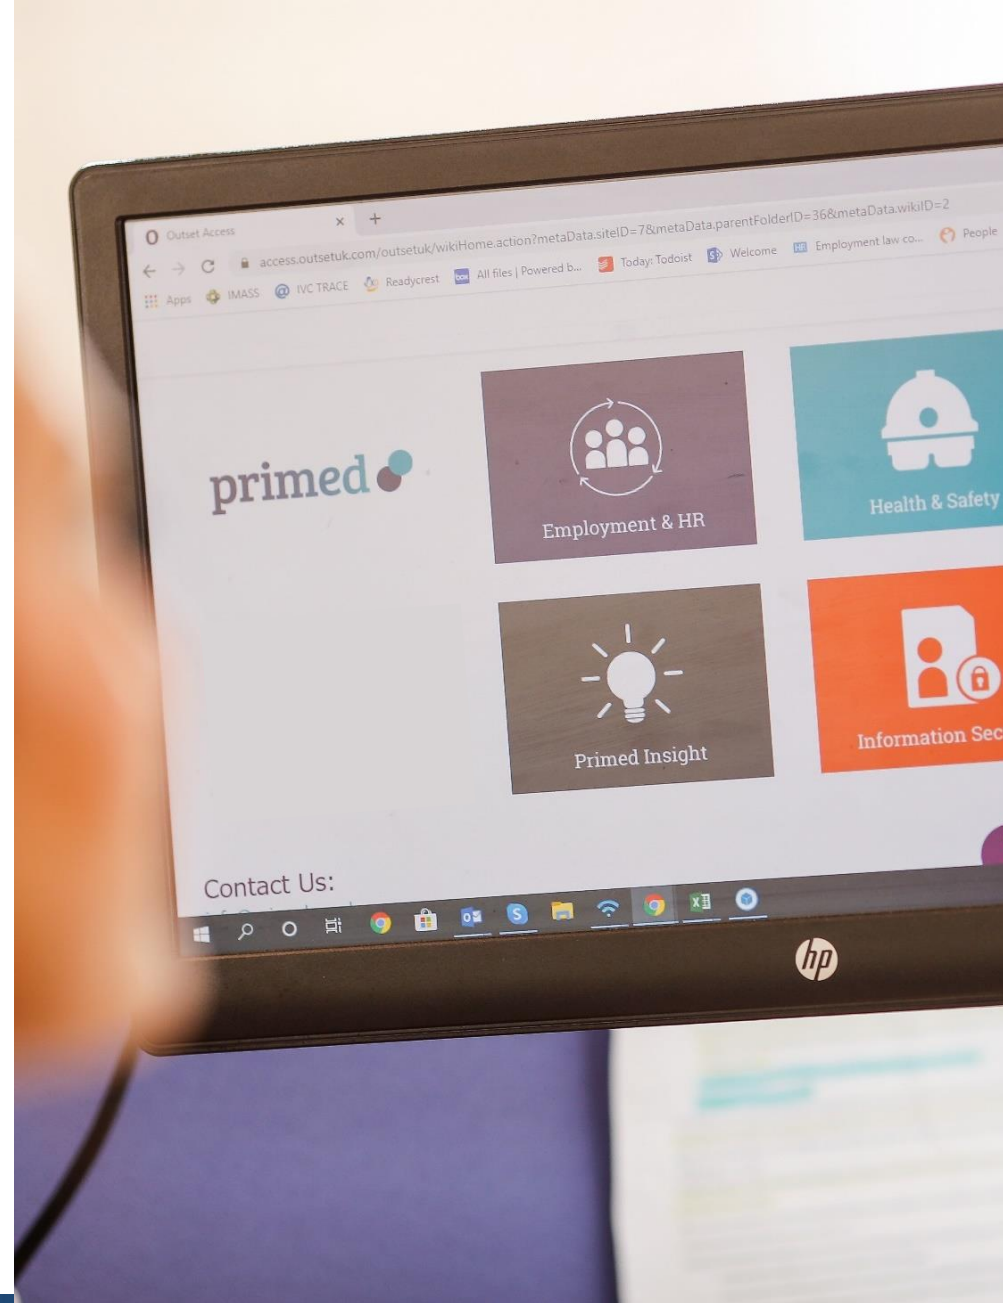 Outset Access
access.outsetuk.com/outsetuk/wikiHome.action?metaData.siteID=7&metaData.parentFolderID=36&metaData.wikiID=2
Apps IMASS IVC TRACE Readycrest box All files | Powered b... Today: Todoist Welcome HR Employment law co... People
primed
Employment & HR
Health & Safety
Primed Insight
Information Sec
Contact Us:
hp